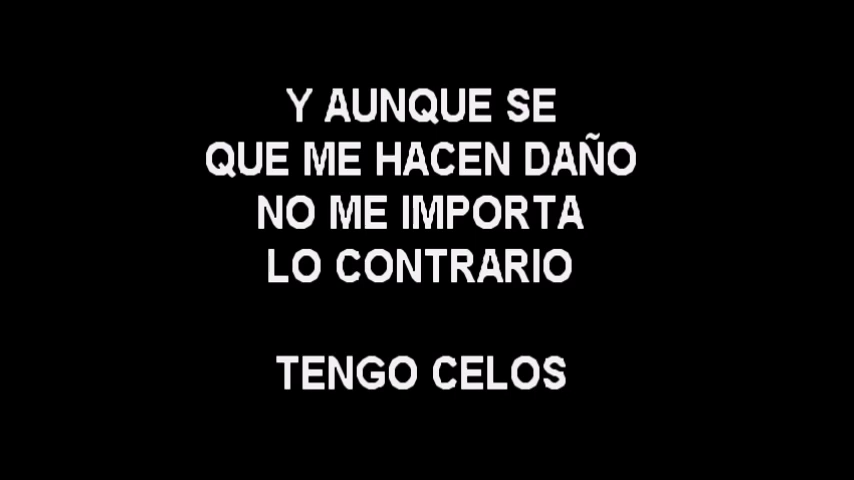 Y AUNQUE SE
QUE ME HACEN DAÑO
NO ME IMPORTA
LO CONTRARIO
TENGO CELOS